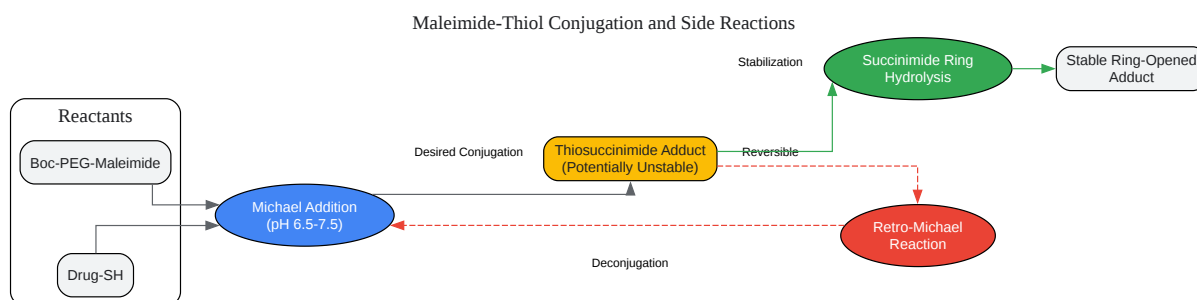 Maleimide-Thiol Conjugation and Side Reactions
Stabilization
Succinimide Ring
Hydrolysis
Stable Ring-Opened
Adduct
Reactants
Boc-PEG-Maleimide
Desired Conjugation
Thiosuccinimide Adduct
(Potentially Unstable)
Reversible
Michael Addition
(pH 6.5-7.5)
Retro-Michael
Reaction
Drug-SH
Deconjugation